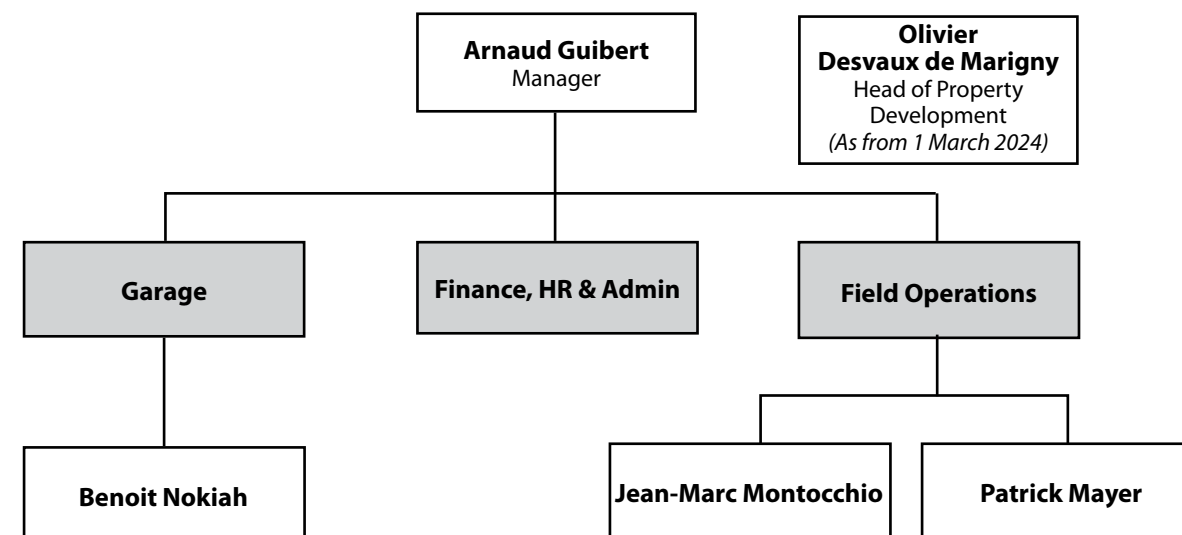 Arnaud Guibert
Manager
Olivier
Desvaux de Marigny
Head of Property
Development
(As from 1 March 2024)
Garage
Finance, HR & Admin
Field Operations
Benoit Nokiah
Jean-Marc Montocchio
Patrick Mayer